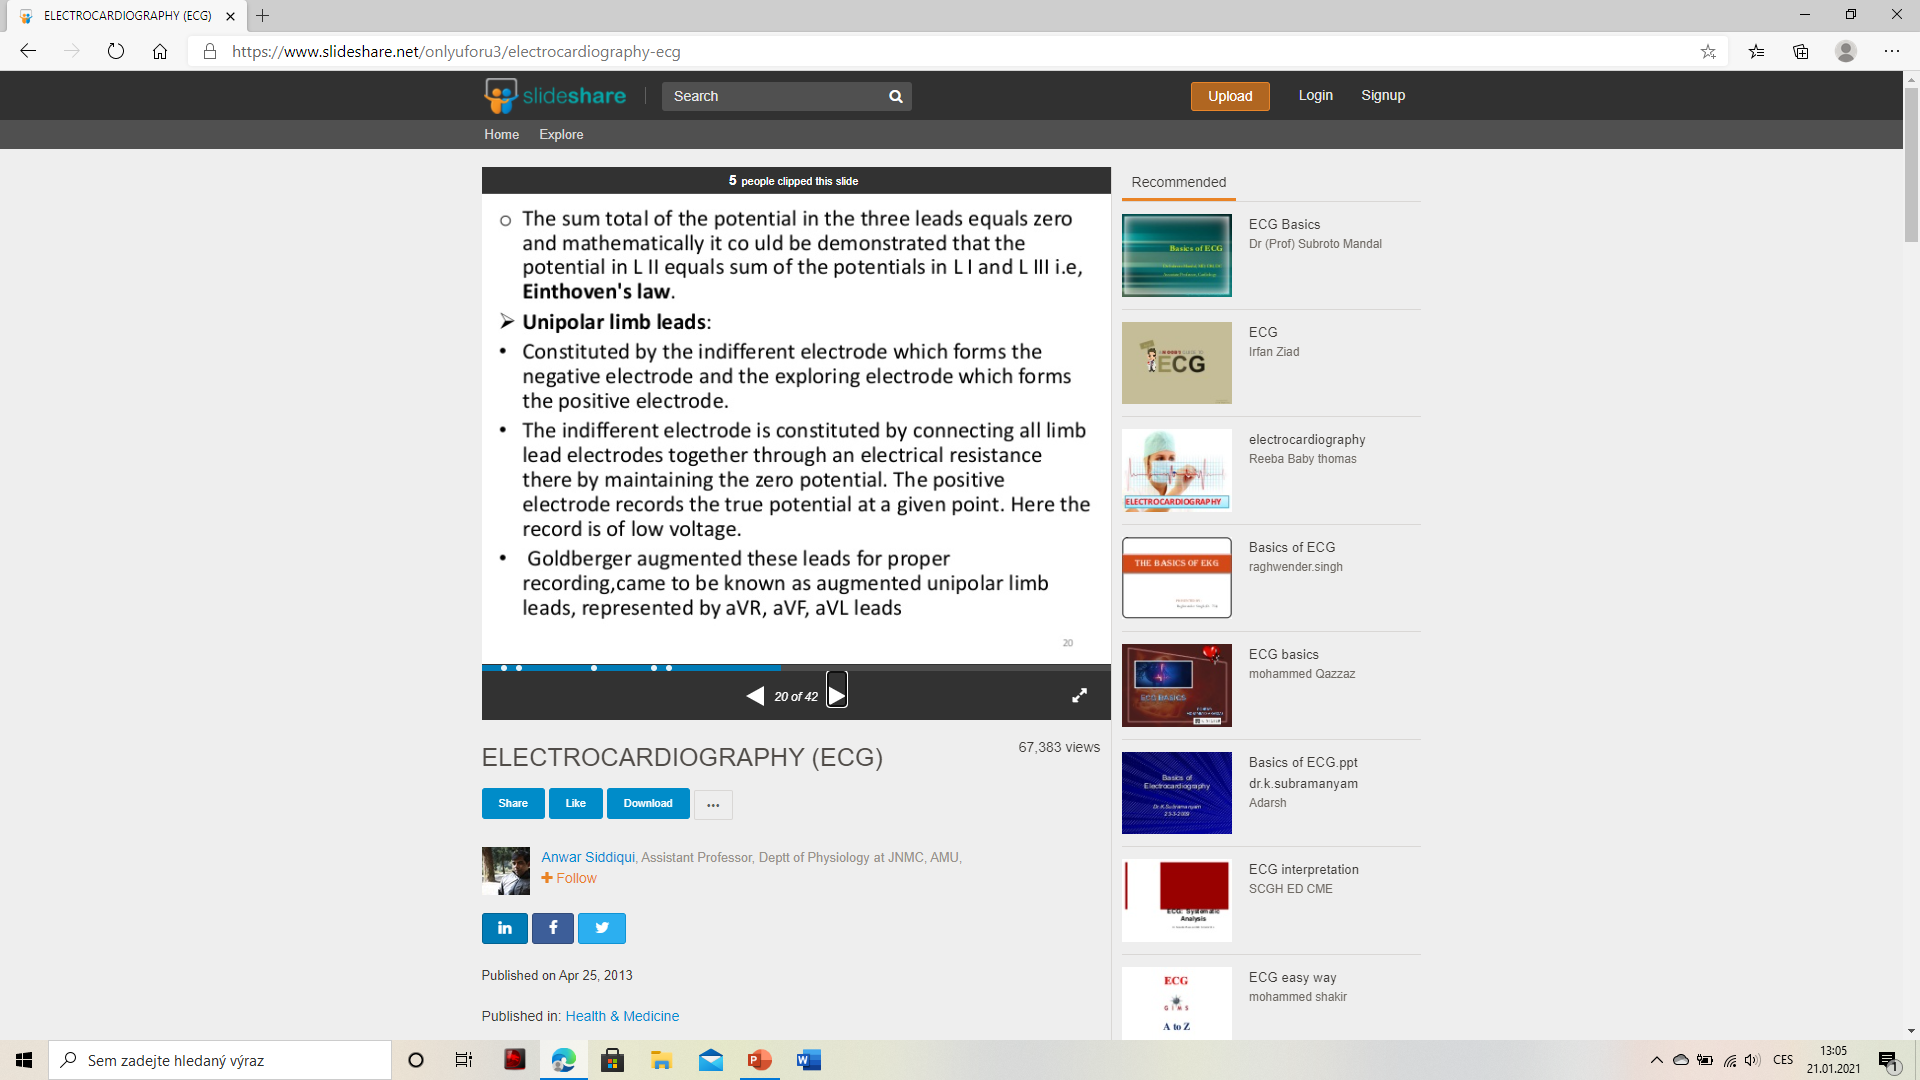 ELECTROCARDIOGRAPHY (ECG)
https://www.slideshare.net/onlyuforu3/electrocardiography-ecg
slideshare
Search
Upload
Login
Signup
Home
Explore
5 people clipped this slide
The sum total of the potential in the three leads equals zero
and mathematically it co uld be demonstrated that the
potential in L II equals sum of the potentials in L I and L III i.e,
Einthoven's law.
Unipolar limb leads:
Constituted by the indifferent electrode which forms the
negative electrode and the exploring electrode which forms
the positive electrode.
The indifferent electrode is constituted by connecting all limb
lead electrodes together through an electrical resistance
there by maintaining the zero potential. The positive
electrode records the true potential at a given point. Here the
record is of low voltage.
Goldberger augmented these leads for proper
recording,came to be known as augmented unipolar limb
leads, represented by aVR, aVF, aVL leads
20
20 of 42
ELECTROCARDIOGRAPHY (ECG)
67,383 views
Share
Like
Download
Anwar Siddiqui, Assistant Professor, Deptt of Physiology at JNMC, AMU,
Follow
Published on Apr 25, 2013
Published in: Health & Medicine
Recommended
Basics of ECG
ECG Basics
Dr (Prof) Subroto Mandal
ECG
ECG
Irfan Ziad
ELECTROCARDIOGRAPHY
electrocardiography
Reeba Baby thomas
THE BASICS OF EKG
Basics of ECG
raghwender.singh
ECG BASICS
ECG basics
mohammed Qazzaz
Basics of
Electrocardiography
Dr.K.Subramanyam
23-3-2009
Basics of ECG.ppt
dr.k.subramanyam
Adarsh
ECG: Systematic
Analysis
ECG interpretation
SCGH ED CME
ECG
GIMS
A to Z
ECG easy way
mohammed shakir
Sem zadejte hledaný výraz
CES
13:05
21.01.2021
1